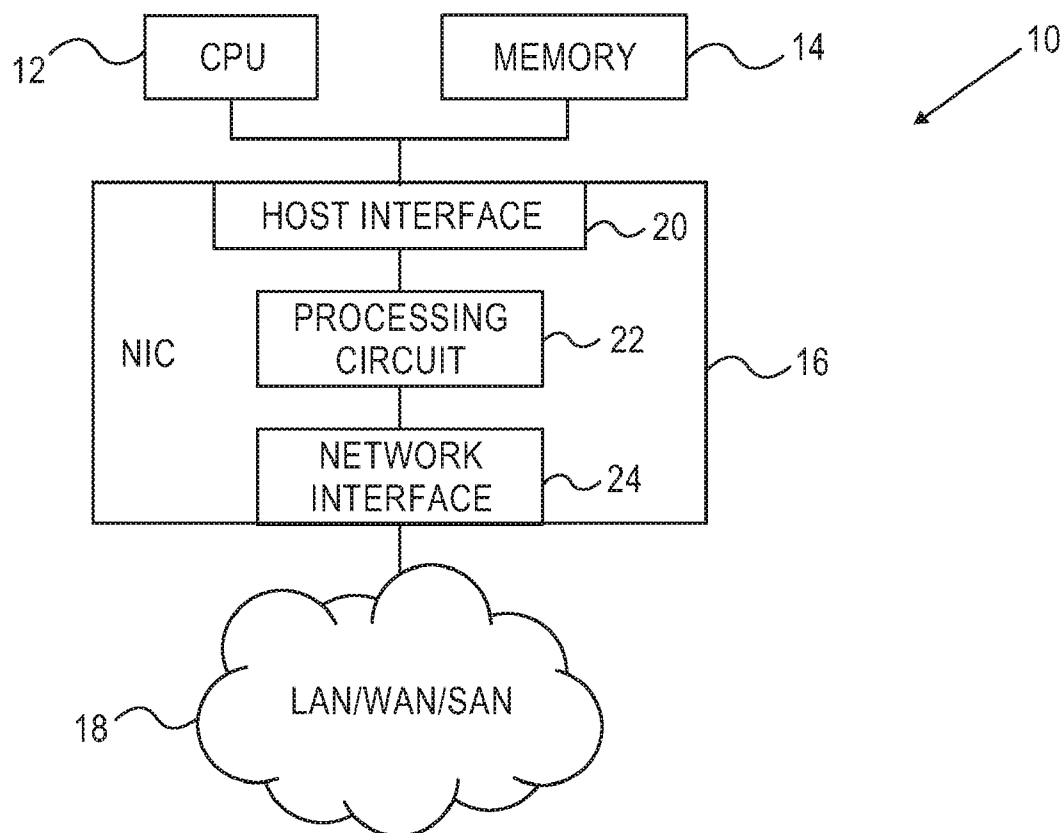 12
CPU
MEMORY
14
10
HOST INTERFACE
20
PROCESSING
CIRCUIT
22
NIC
16
NETWORK
INTERFACE
24
LAN/WAN/SAN
18